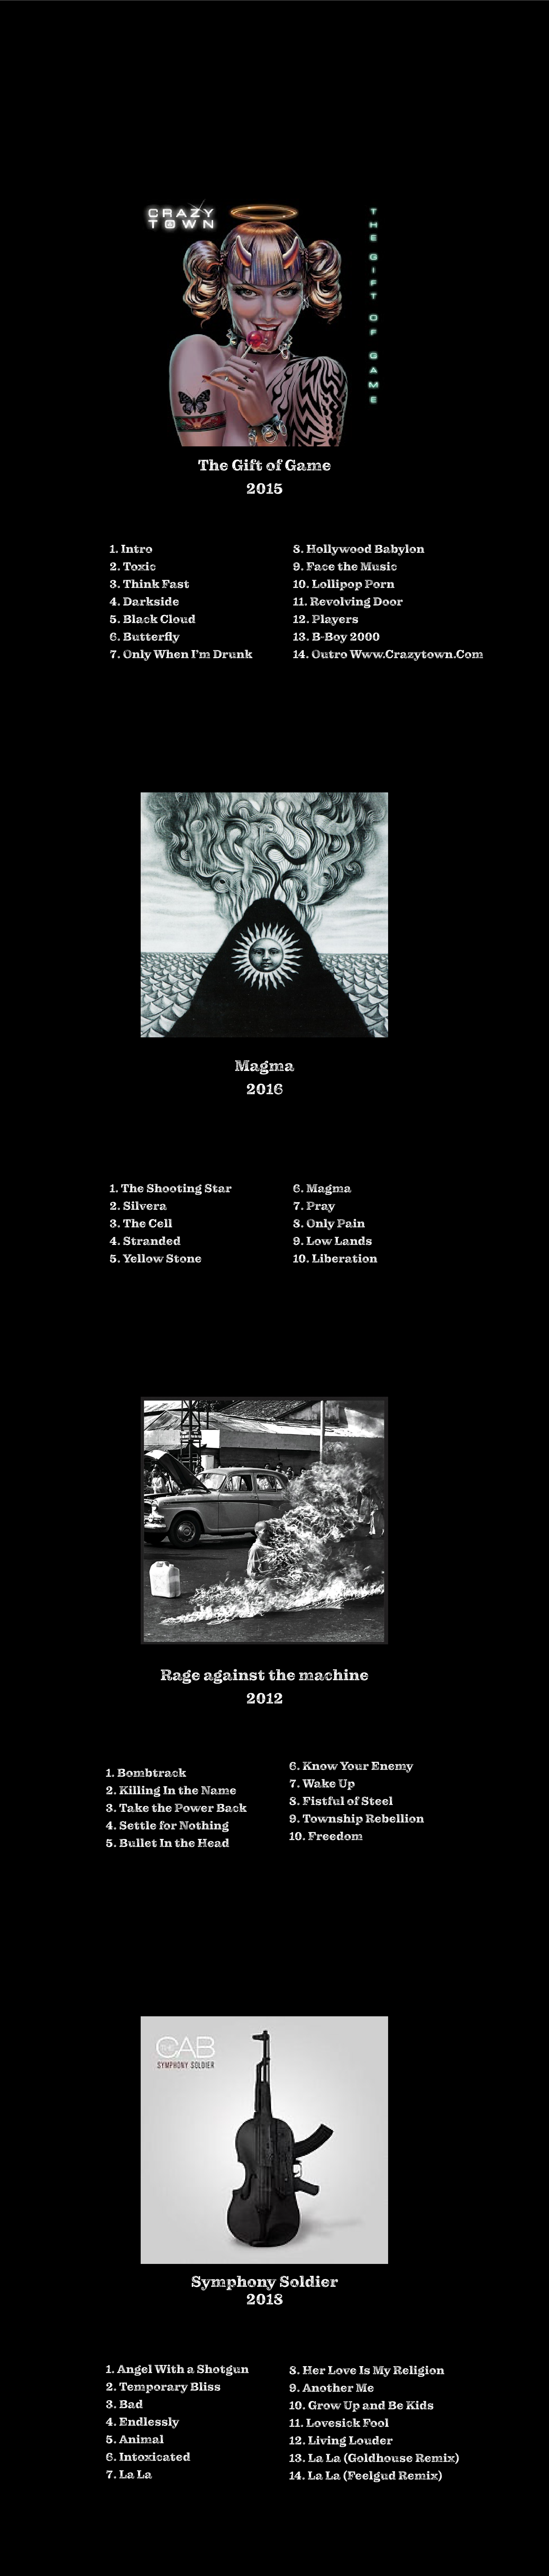 CRAZY
TOWN
THE GIFT OF GAME
The Gift of Game
2015
1. Intro
2. Toxic
3. Think Fast
4. Darkside
5. Black Cloud
6. Butterfly
7. Only When I'm Drunk
8. Hollywood Babylon
9. Face the Music
10. Lollipop Porn
11. Revolving Door
12. Players
13. B-Boy 2000
14. Outro Www.Crazytown.Com
Magma
2016
1. The Shooting Star
2. Silvera
3. The Cell
4. Stranded
5. Yellow Stone
6. Magma
7. Pray
8. Only Pain
9. Low Lands
10. Liberation
Rage against the machine
2012
1. Bombtrack
2. Killing In the Name
3. Take the Power Back
4. Settle for Nothing
5. Bullet In the Head
6. Know Your Enemy
7. Wake Up
8. Fistful of Steel
9. Township Rebellion
10. Freedom
THE CAB
SYMPHONY SOLDIER
Symphony Soldier
2018
1. Angel With a Shotgun
2. Temporary Bliss
3. Bad
4. Endlessly
5. Animal
6. Intoxicated
7. La La
8. Her Love Is My Religion
9. Another Me
10. Grow Up and Be Kids
11. Lovesick Fool
12. Living Louder
13. La La (Goldhouse Remix)
14. La La (Feelgud Remix)